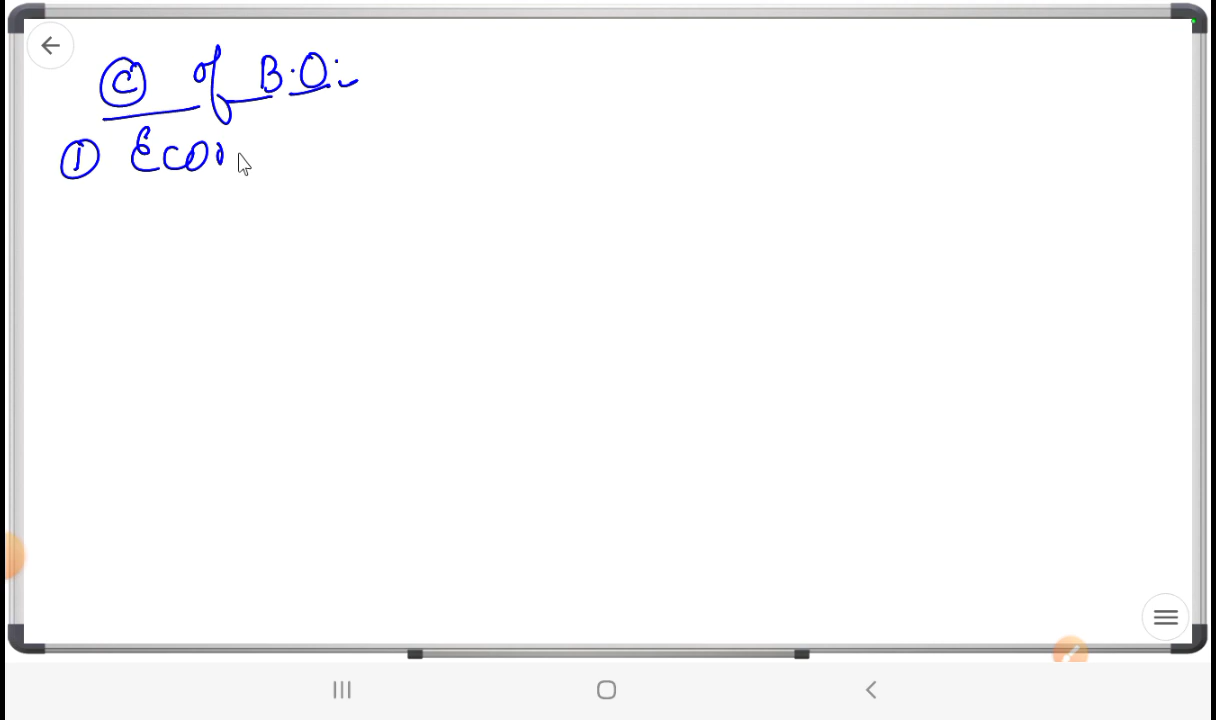 Ⓒ of B.O:-
① Eco